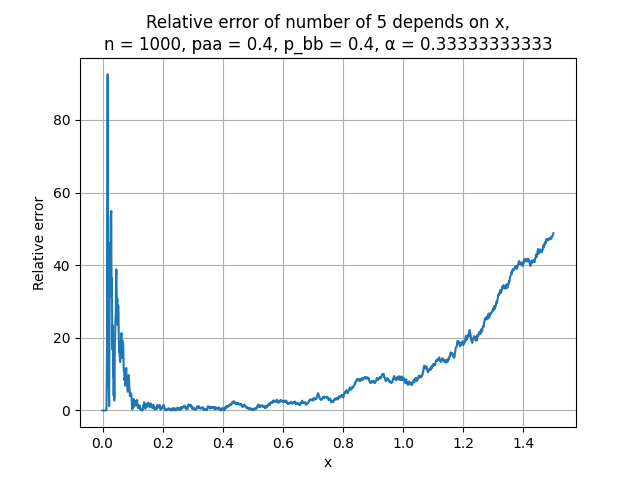 Relative error of number of 5 depends on x,
n = 1000, paa = 0.4, p_bb = 0.4, α = 0.33333333333
80
60
40
20
0
Relative error
0.0 0.2 0.4 0.6 0.8 1.0 1.2 1.4
x